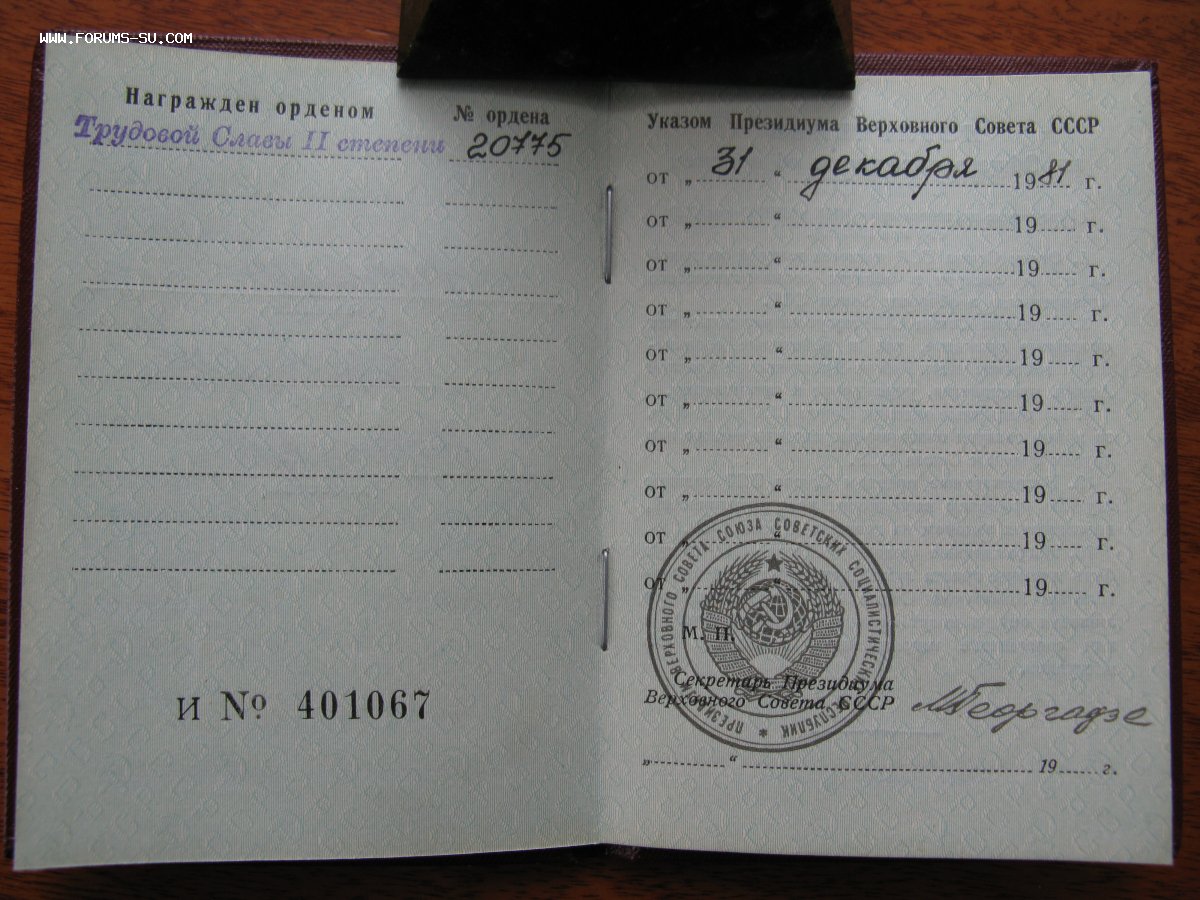 www.FORUMS-SU.COM
Награжден орденом № ордена
Трудовой Славы II степени 20775
И № 401067
Указом Президиума Верховного Совета СССР
от „ 31 “ декабря 1981 г.
от „ “ 19 г.
от „ “ 19 г.
от „ “ 19 г.
от „ “ 19 г.
от „ “ 19 г.
от „ “ 19 г.
от „ “ 19 г.
от „ “ 19 г.
от „ “ 19 г.
ПРЕЗИДИУМ ВЕРХОВНОГО СОВЕТА СОЮЗА СОВЕТСКИХ СОЦИАЛИСТИЧЕСКИХ РЕСПУБЛИК *
М. П.
Секретарь Президиума
Верховного Совета СССР МГеоргадзе
„ “ 19 г.